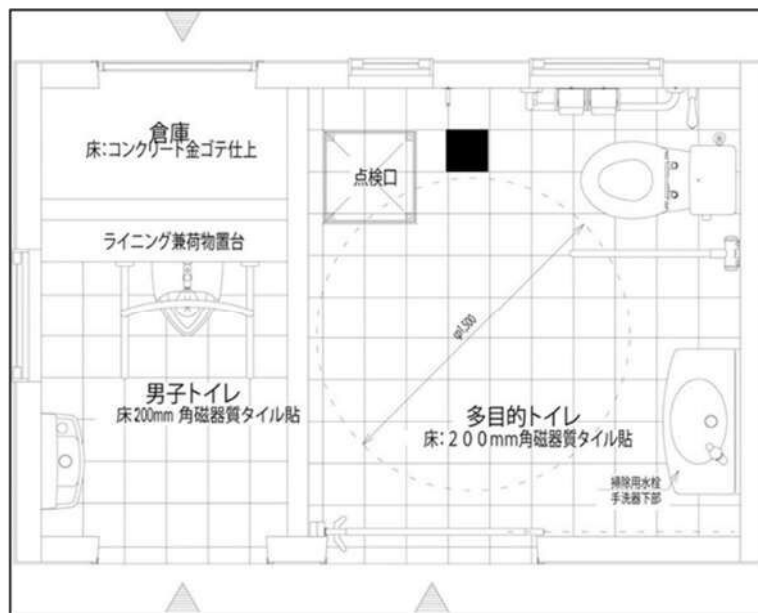 倉庫
床：コンクリート金ゴテ仕上
点検口
ライニング兼荷物置台
φ1,500
男子トイレ
床200mm 角磁器質タイル貼
多目的トイレ
床：２００mm角磁器質タイル貼
掃除用水栓
手洗器下部